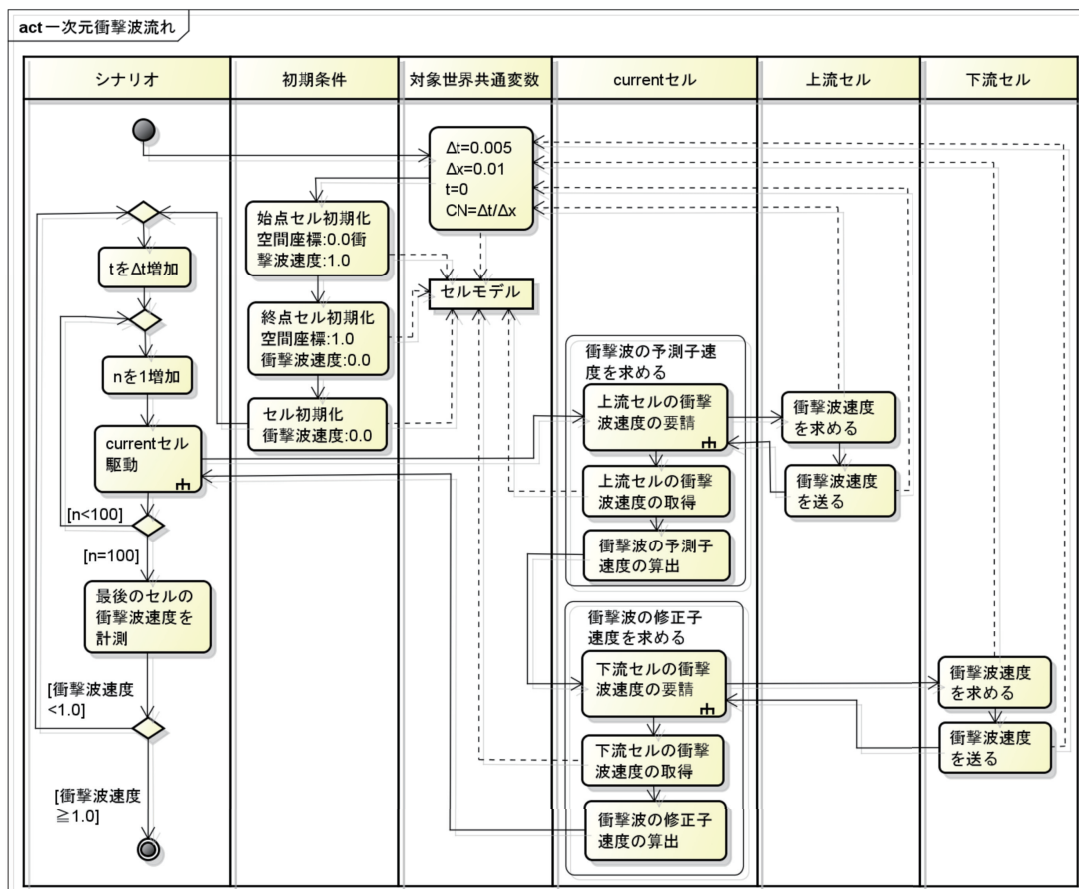 act 一次元衝撃波流れ
シナリオ
初期条件
対象世界共通変数
currentセル
上流セル
下流セル
Δt=0.005
Δx=0.01
t=0
CN=Δt/Δx
始点セル初期化
空間座標:0.0衝
撃波速度:1.0
tをΔt増加
セルモデル
終点セル初期化
空間座標:1.0
衝撃波速度:0.0
nを1増加
セル初期化
衝撃波速度:0.0
currentセル
駆動
[n<100]
[n=100]
最後のセルの
衝撃波速度を
計測
[衝撃波速度
<1.0]
[衝撃波速度
≧1.0]
衝撃波の予測子速
度を求める
上流セルの衝撃
波速度の要請
上流セルの衝撃
波速度の取得
衝撃波の予測子
速度の算出
衝撃波速度
を求める
衝撃波速度
を送る
衝撃波の修正子
速度を求める
下流セルの衝撃
波速度の要請
下流セルの衝撃
波速度の取得
衝撃波の修正子
速度の算出
衝撃波速度
を求める
衝撃波速度
を送る